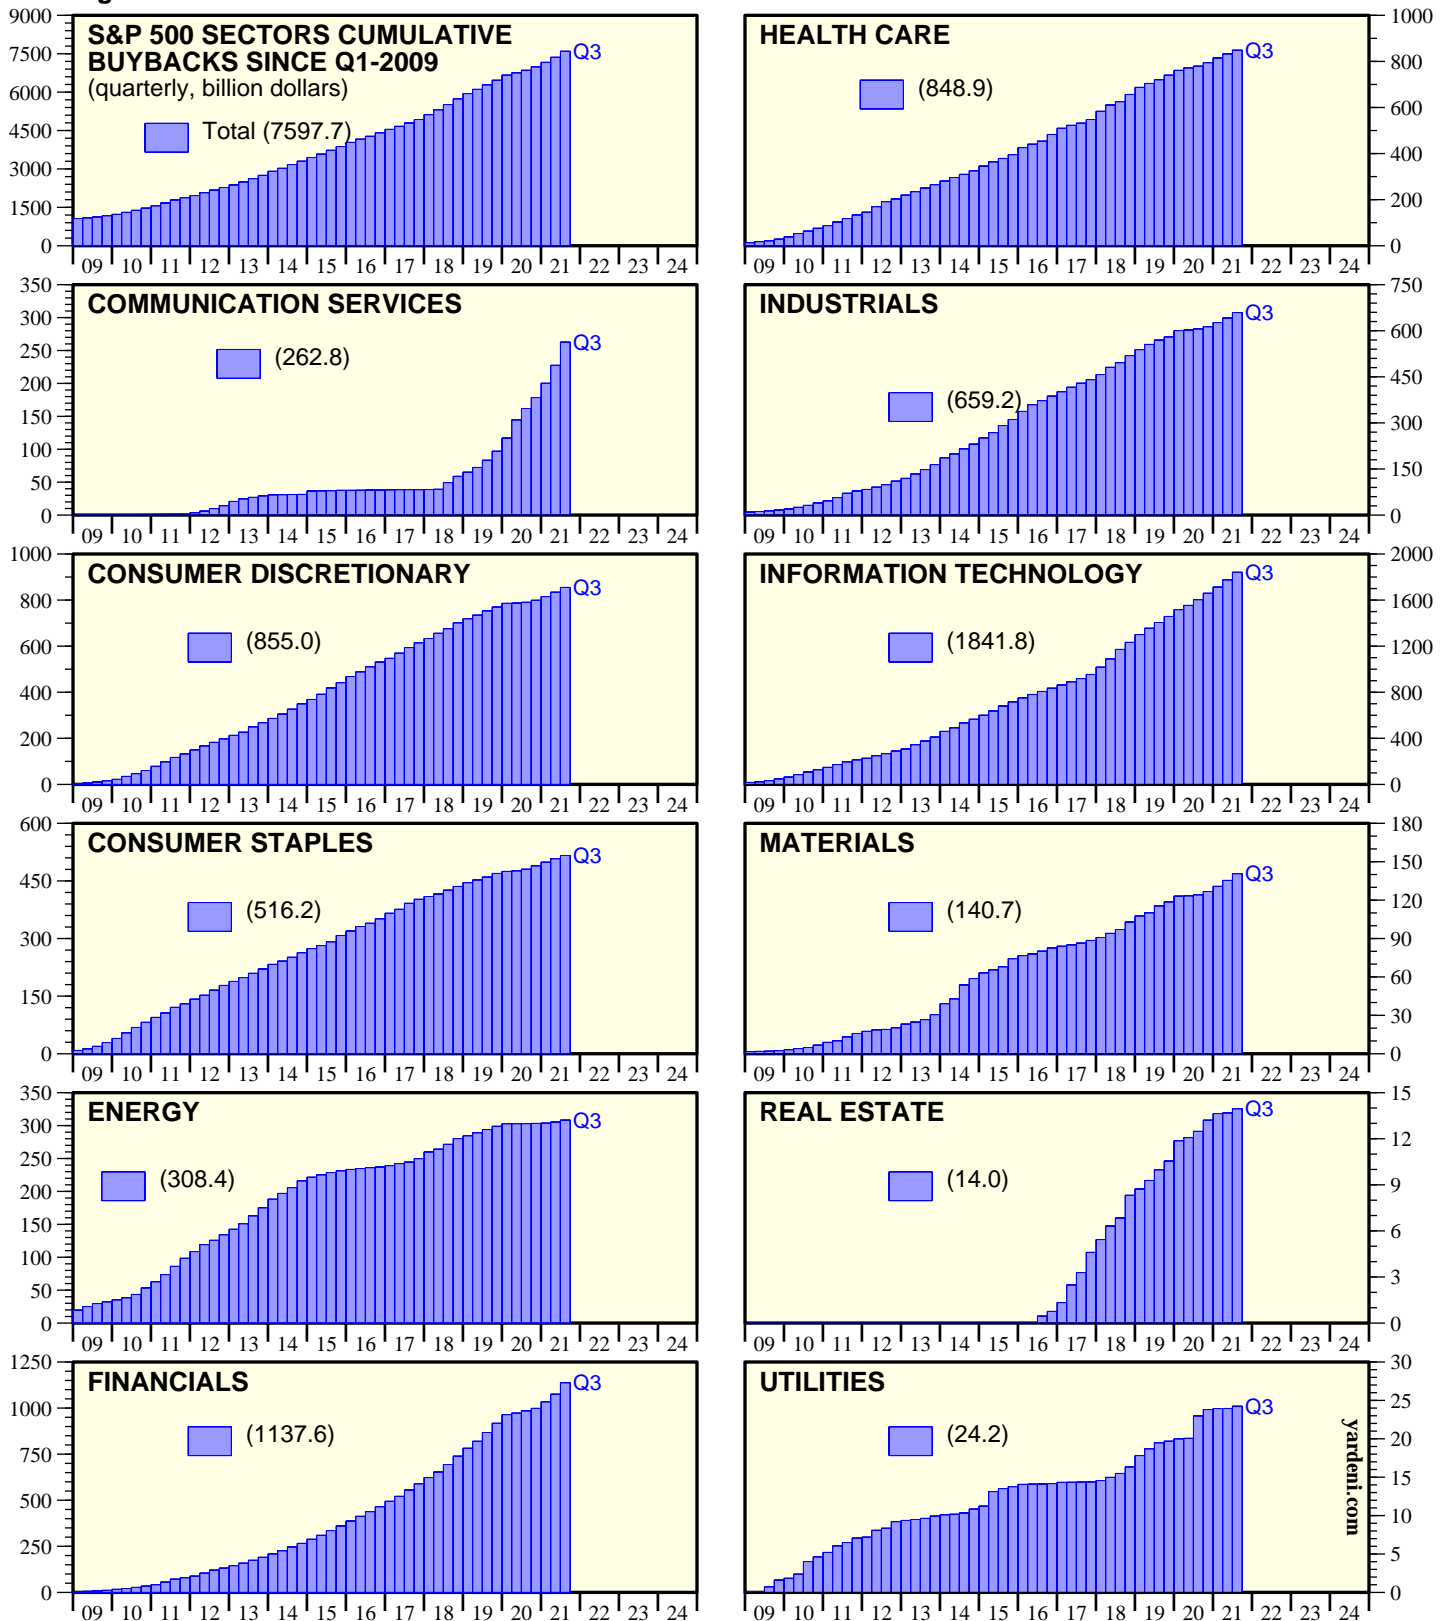 S&P 500 SECTORS CUMULATIVE
BUYBACKS SINCE Q1-2009
(quarterly, billion dollars)
Total (7597.7)
Q3
9000
7500
6000
4500
3000
1500
0
09 10 11 12 13 14 15 16 17 18 19 20 21 22 23 24
HEALTH CARE
(848.9)
Q3
1000
800
600
400
200
0
09 10 11 12 13 14 15 16 17 18 19 20 21 22 23 24
COMMUNICATION SERVICES
(262.8)
Q3
350
300
250
200
150
100
50
0
09 10 11 12 13 14 15 16 17 18 19 20 21 22 23 24
INDUSTRIALS
(659.2)
Q3
750
600
450
300
150
0
09 10 11 12 13 14 15 16 17 18 19 20 21 22 23 24
CONSUMER DISCRETIONARY
(855.0)
Q3
1000
800
600
400
200
0
09 10 11 12 13 14 15 16 17 18 19 20 21 22 23 24
INFORMATION TECHNOLOGY
(1841.8)
Q3
2000
1600
1200
800
400
0
09 10 11 12 13 14 15 16 17 18 19 20 21 22 23 24
CONSUMER STAPLES
(516.2)
Q3
600
450
300
150
0
09 10 11 12 13 14 15 16 17 18 19 20 21 22 23 24
MATERIALS
(140.7)
Q3
180
150
120
90
60
30
0
09 10 11 12 13 14 15 16 17 18 19 20 21 22 23 24
ENERGY
(308.4)
Q3
350
300
250
200
150
100
50
0
09 10 11 12 13 14 15 16 17 18 19 20 21 22 23 24
REAL ESTATE
(14.0)
Q3
15
12
9
6
3
0
09 10 11 12 13 14 15 16 17 18 19 20 21 22 23 24
FINANCIALS
(1137.6)
Q3
1250
1000
750
500
250
0
09 10 11 12 13 14 15 16 17 18 19 20 21 22 23 24
UTILITIES
(24.2)
Q3
30
25
20
15
10
5
0
09 10 11 12 13 14 15 16 17 18 19 20 21 22 23 24
yardeni.com